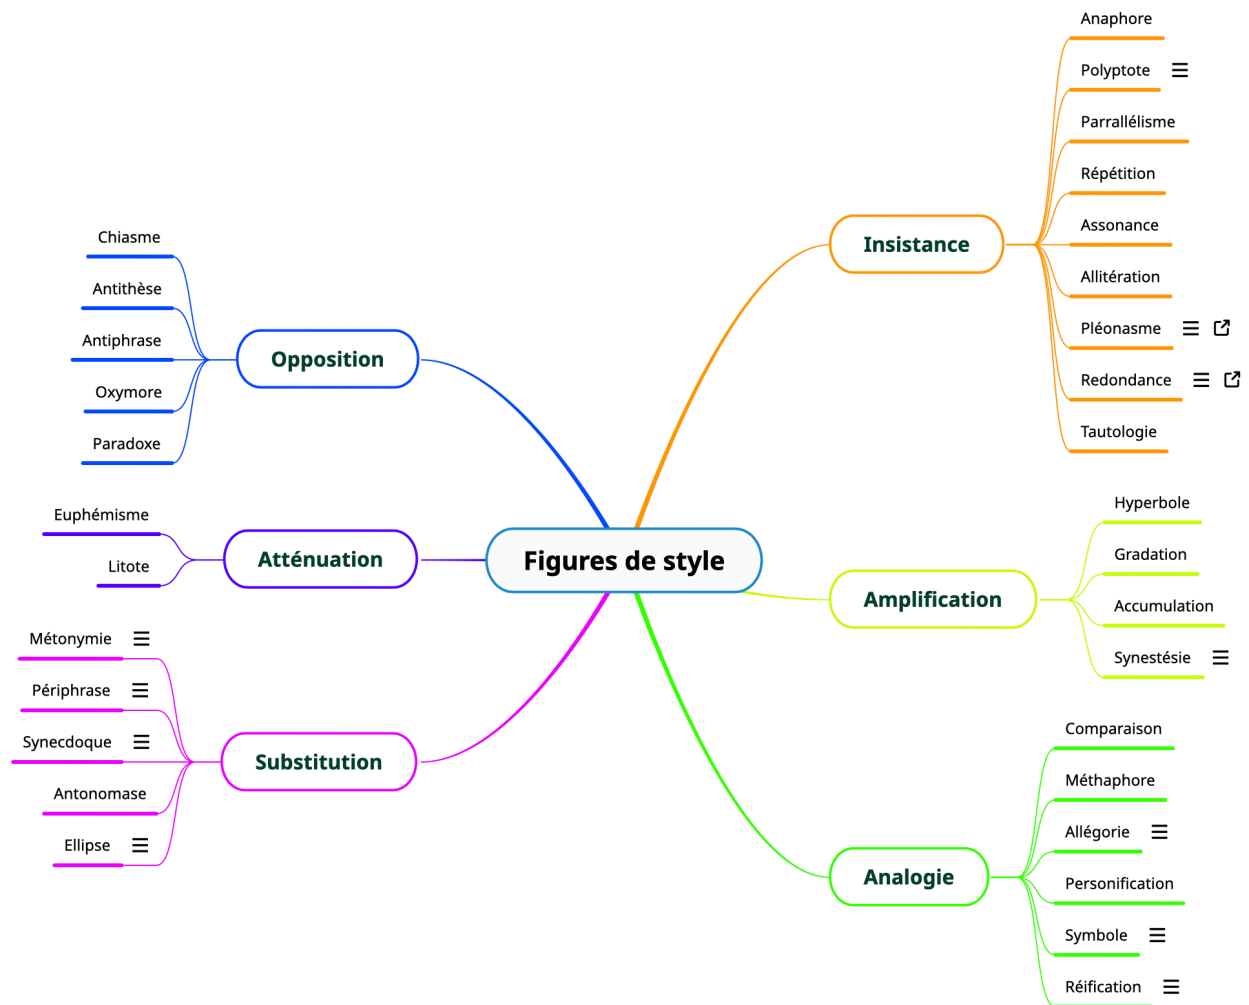 Figures de style
Insistance
Anaphore
Polyptote
Parrallélisme
Répétition
Assonance
Allitération
Pléonasme
Redondance
Tautologie
Amplification
Hyperbole
Gradation
Accumulation
Synestésie
Analogie
Comparaison
Méthaphore
Allégorie
Personification
Symbole
Réification
Opposition
Chiasme
Antithèse
Antiphrase
Oxymore
Paradoxe
Atténuation
Euphémisme
Litote
Substitution
Métonymie
Périphrase
Synecdoque
Antonomase
Ellipse